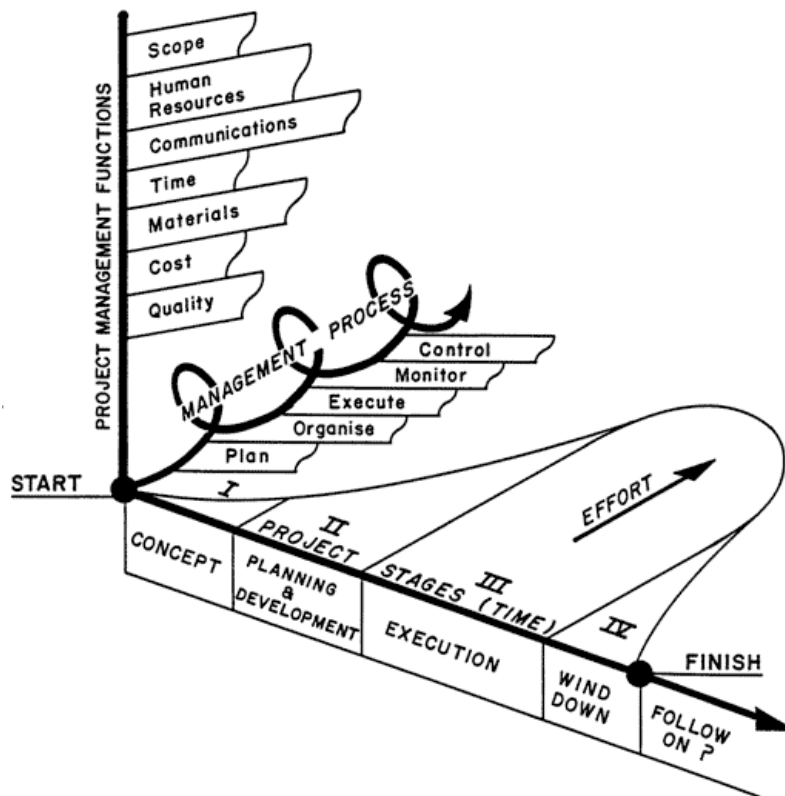 PROJECT MANAGEMENT FUNCTIONS
Scope
Human
Resources
Communications
Time
Materials
Cost
Quality
MANAGEMENT PROCESS
Control
Monitor
Execute
Organise
Plan
START
I
II
III
IV
PROJECT STAGES (TIME)
EFFORT
CONCEPT
PLANNING
&
DEVELOPMENT
EXECUTION
WIND
DOWN
FINISH
FOLLOW
ON ?